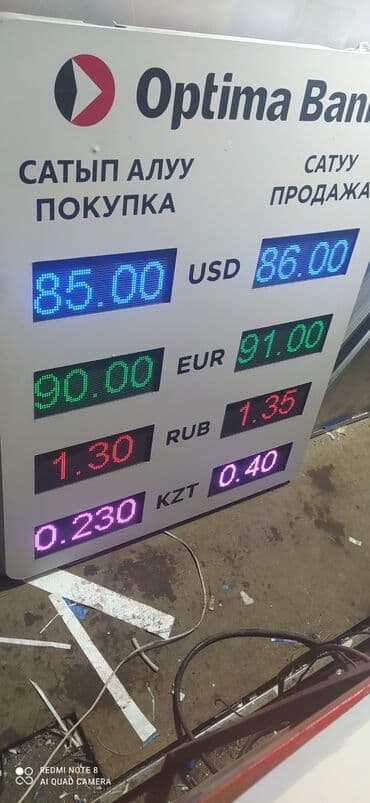 Optima Bank
САТЫП АЛУУ САТУУ
ПОКУПКА ПРОДАЖА
85.00 USD 86.00
90.00 EUR 91.00
1.30 RUB 1.35
0.230 KZT 0.40
REDMI NOTE 8
AI QUAD CAMERA